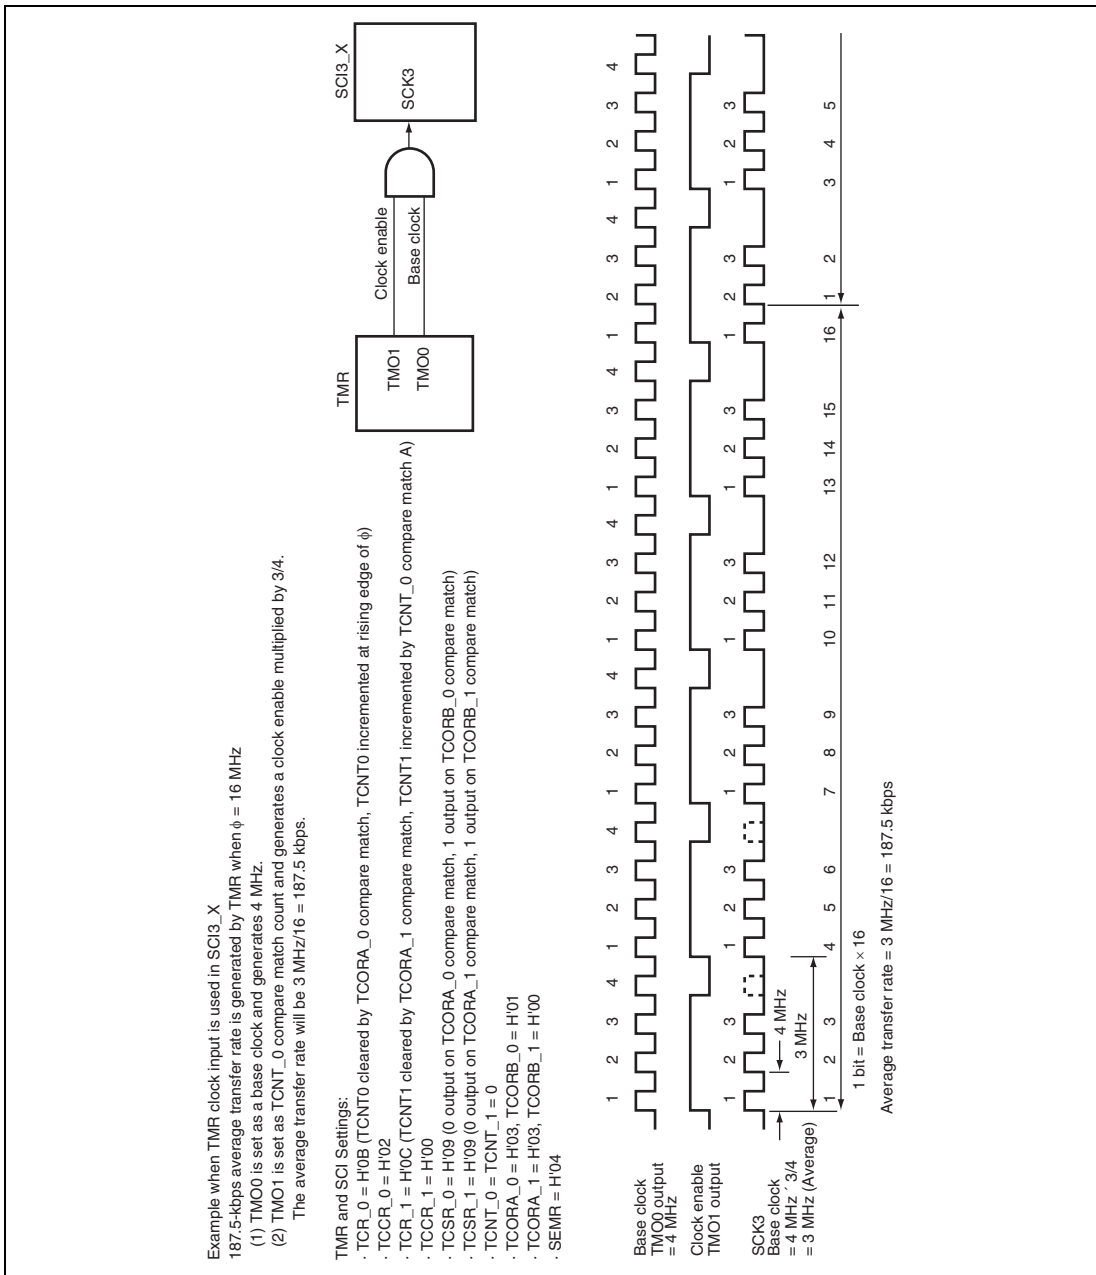 Example when TMR clock input is used in SCI3_X
187.5-kbps average transfer rate is generated by TMR when ϕ = 16 MHz
(1) TMO0 is set as a base clock and generates 4 MHz.
(2) TMO1 is set as TCNT_0 compare match count and generates a clock enable multiplied by 3/4.
The average transfer rate will be 3 MHz/16 = 187.5 kbps.
TMR and SCI Settings:
· TCR_0 = H'0B (TCNT0 cleared by TCORA_0 compare match, TCNT0 incremented at rising edge of ϕ)
· TCCR_0 = H'02
· TCR_1 = H'0C (TCNT1 cleared by TCORA_1 compare match, TCNT1 incremented by TCNT_0 compare match A)
· TCCR_1 = H'00
· TCSR_0 = H'09 (0 output on TCORA_0 compare match, 1 output on TCORB_0 compare match)
· TCSR_1 = H'09 (0 output on TCORA_1 compare match, 1 output on TCORB_1 compare match)
· TCNT_0 = TCNT_1 = 0
· TCORA_0 = H'03, TCORB_0 = H'01
· TCORA_1 = H'03, TCORB_1 = H'00
· SEMR = H'04
TMR
TMO1
TMO0
Clock enable
Base clock
SCI3_X
SCK3
Base clock
TMO0 output
= 4 MHz
1 2 3 4 1 2 3 4 1 2 3 4 1 2 3 4 1 2 3 4 1 2 3 4 1 2 3 4
Clock enable
TMO1 output
SCK3
Base clock
= 4 MHz ´ 3/4
= 3 MHz (Average)
1 2 3 1 2 3 1 2 3 1 2 3 1 2 3 1 2 3 1 2 3
4 MHz
3 MHz
1 2 3 4 5 6 7 8 9 10 11 12 13 14 15 16 1 2 3 4 5
1 bit = Base clock × 16
Average transfer rate = 3 MHz/16 = 187.5 kbps